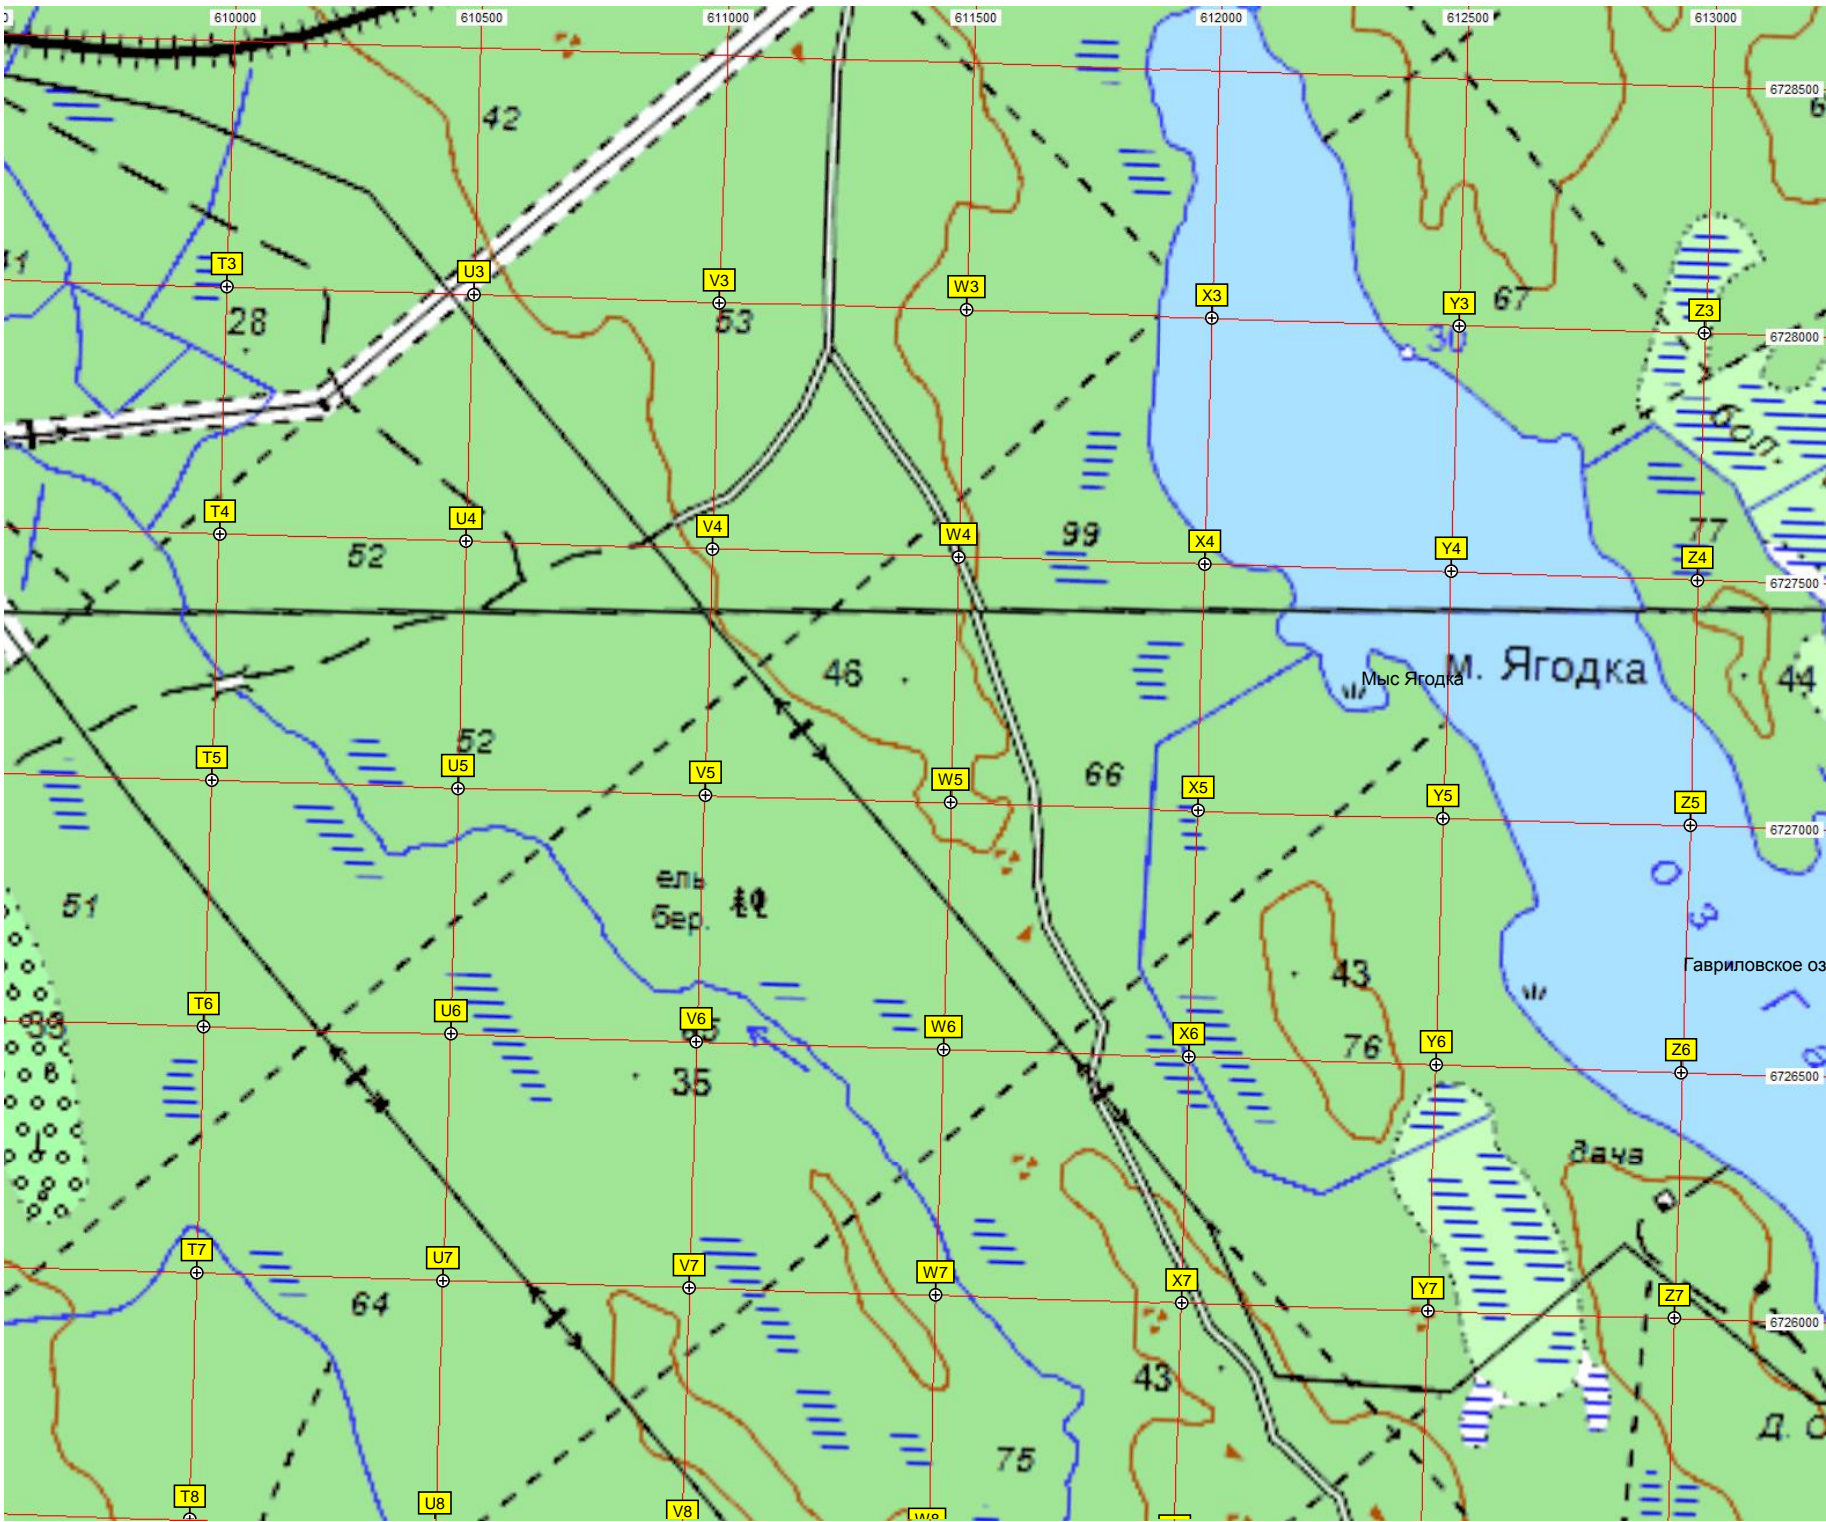 610000 610500 611000 611500 612000 612500 613000
6728500
42
41
T3 U3 V3 W3 X3 Y3 Z3
28 53 67
30
6728000
бол.
T4 U4 V4 W4 X4 Y4 Z4
52 99 77
6727500
46 м. Ягодка 44
Мыс Ягодка
52 66
T5 U5 V5 W5 X5 Y5 Z5
6727000
51 ель
бер.
О
З
43
Гавриловское оз
Г
T6 U6 V6 W6 X6 Y6 Z6
76
35
6726500
дача
T7 U7 V7 W7 X7 Y7 Z7
64
6726000
43
75
Д. С
T8 U8 V8 W8